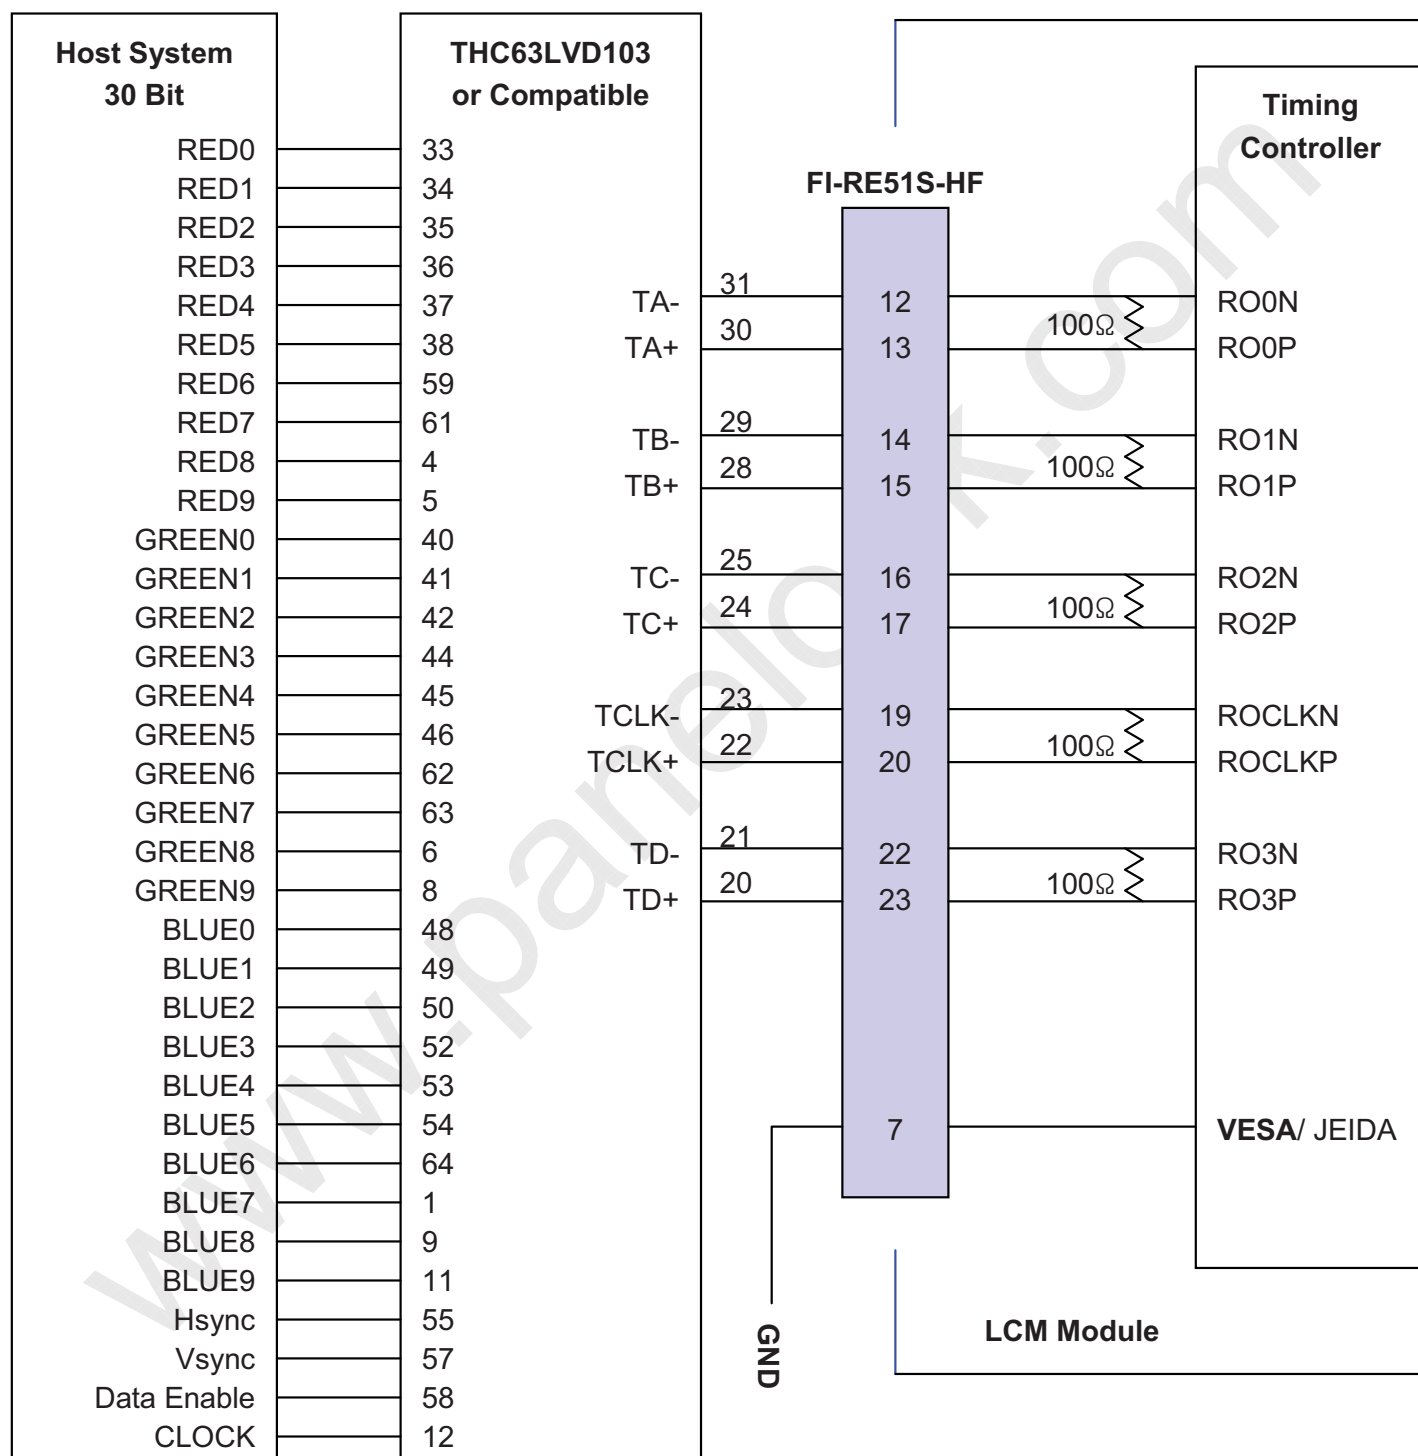 Host System
30 Bit
RED0
RED1
RED2
RED3
RED4
RED5
RED6
RED7
RED8
RED9
GREEN0
GREEN1
GREEN2
GREEN3
GREEN4
GREEN5
GREEN6
GREEN7
GREEN8
GREEN9
BLUE0
BLUE1
BLUE2
BLUE3
BLUE4
BLUE5
BLUE6
BLUE7
BLUE8
BLUE9
Hsync
Vsync
Data Enable
CLOCK
THC63LVD103
or Compatible
33
34
35
36
37
38
59
61
4
5
40
41
42
44
45
46
62
63
6
8
48
49
50
52
53
54
64
1
9
11
55
57
58
12
TA-
TA+
TB-
TB+
TC-
TC+
TCLK-
TCLK+
TD-
TD+
31
30
29
28
25
24
23
22
21
20
GND
FI-RE51S-HF
12
13
14
15
16
17
19
20
22
23
7
100Ω
100Ω
100Ω
100Ω
100Ω
Timing
Controller
RO0N
RO0P
RO1N
RO1P
RO2N
RO2P
ROCLKN
ROCLKP
RO3N
RO3P
VESA/ JEIDA
LCM Module